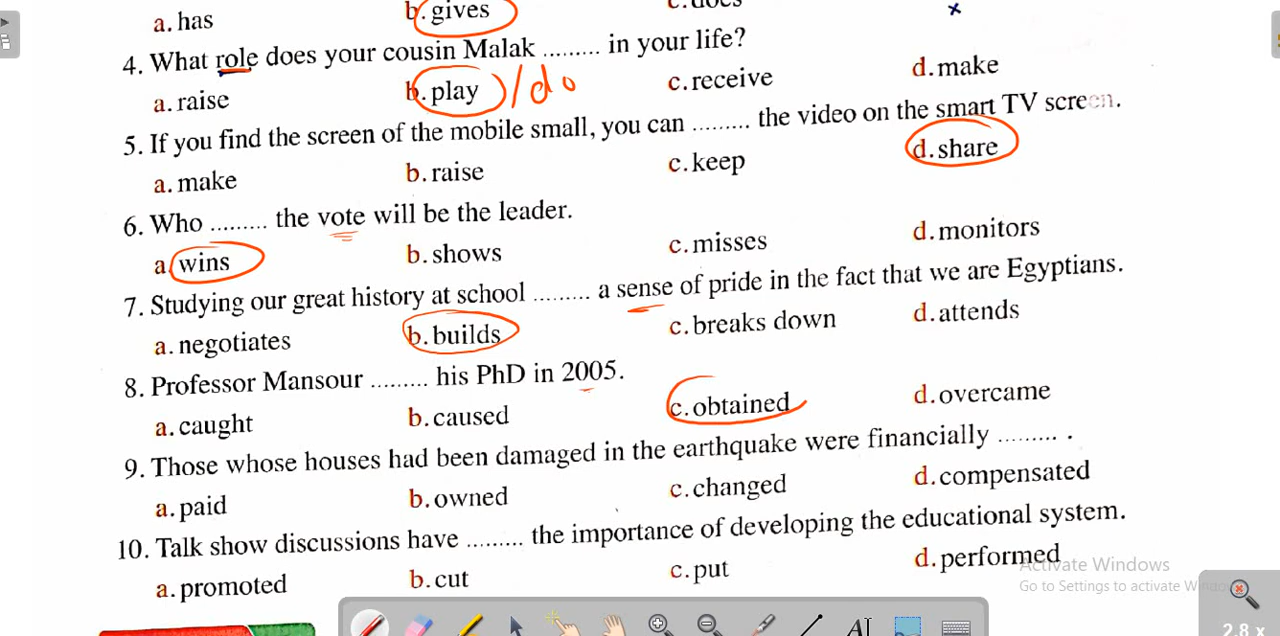 a. has b. gives c. does
4. What role does your cousin Malak ......... in your life?
a. raise b. play / do c. receive d. make
5. If you find the screen of the mobile small, you can ......... the video on the smart TV screen.
a. make b. raise c. keep d. share
6. Who ......... the vote will be the leader.
a. wins b. shows c. misses d. monitors
7. Studying our great history at school ......... a sense of pride in the fact that we are Egyptians.
a. negotiates b. builds c. breaks down d. attends
8. Professor Mansour ......... his PhD in 2005.
a. caught b. caused c. obtained d. overcame
9. Those whose houses had been damaged in the earthquake were financially ......... .
a. paid b. owned c. changed d. compensated
10. Talk show discussions have ......... the importance of developing the educational system.
a. promoted b. cut c. put d. performed
Activate Windows
Go to Settings to activate
2.8 x